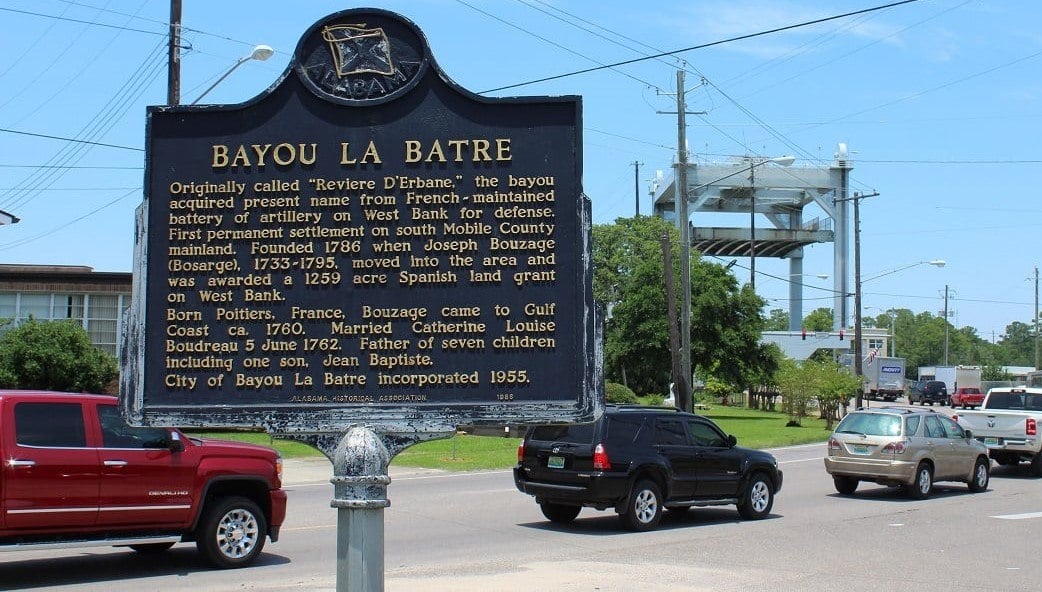 ALABAMA
BAYOU LA BATRE
Originally called "Reviere D'Erbane," the bayou
acquired present name from French-maintained
battery of artillery on West Bank for defense.
First permanent settlement on south Mobile County
mainland. Founded 1786 when Joseph Bouzage
(Bosarge), 1733-1795, moved into the area and
was awarded a 1259 acre Spanish land grant
on West Bank.
Born Poitiers, France, Bouzage came to Gulf
Coast ca. 1760. Married Catherine Louise
Boudreau 5 June 1762. Father of seven children
including one son, Jean Baptiste.
City of Bayou La Batre incorporated 1955.
ALABAMA HISTORICAL ASSOCIATION 1986
DENALI HD